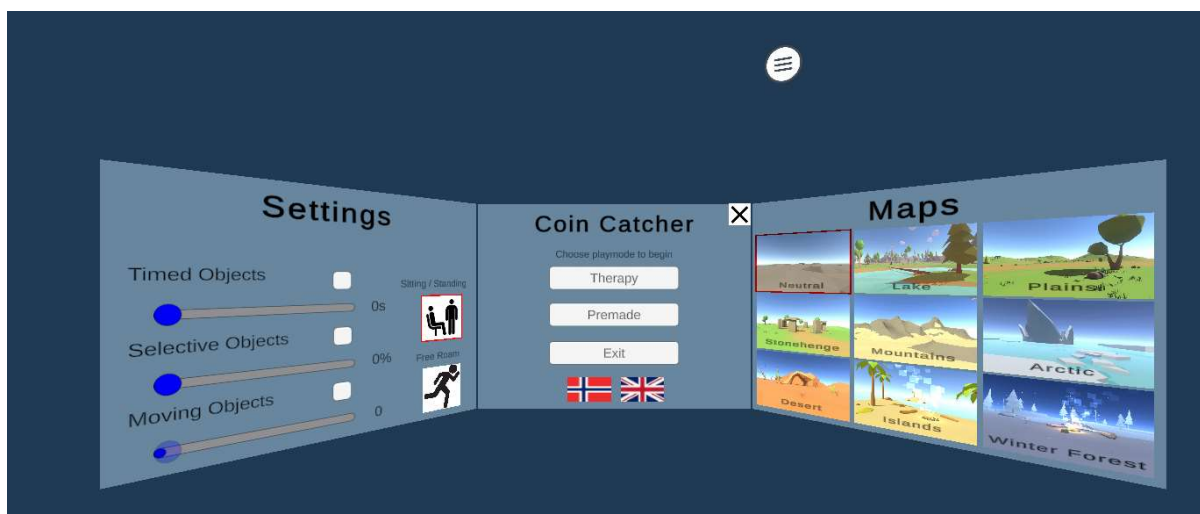 Settings
Timed Objects
0s
Selective Objects
0%
Moving Objects
0
Sitting / Standing
Free Roam
Coin Catcher
Choose playmode to begin
Therapy
Premade
Exit
Maps
Neutral
Lake
Plains
Stonehenge
Mountains
Arctic
Desert
Islands
Winter Forest